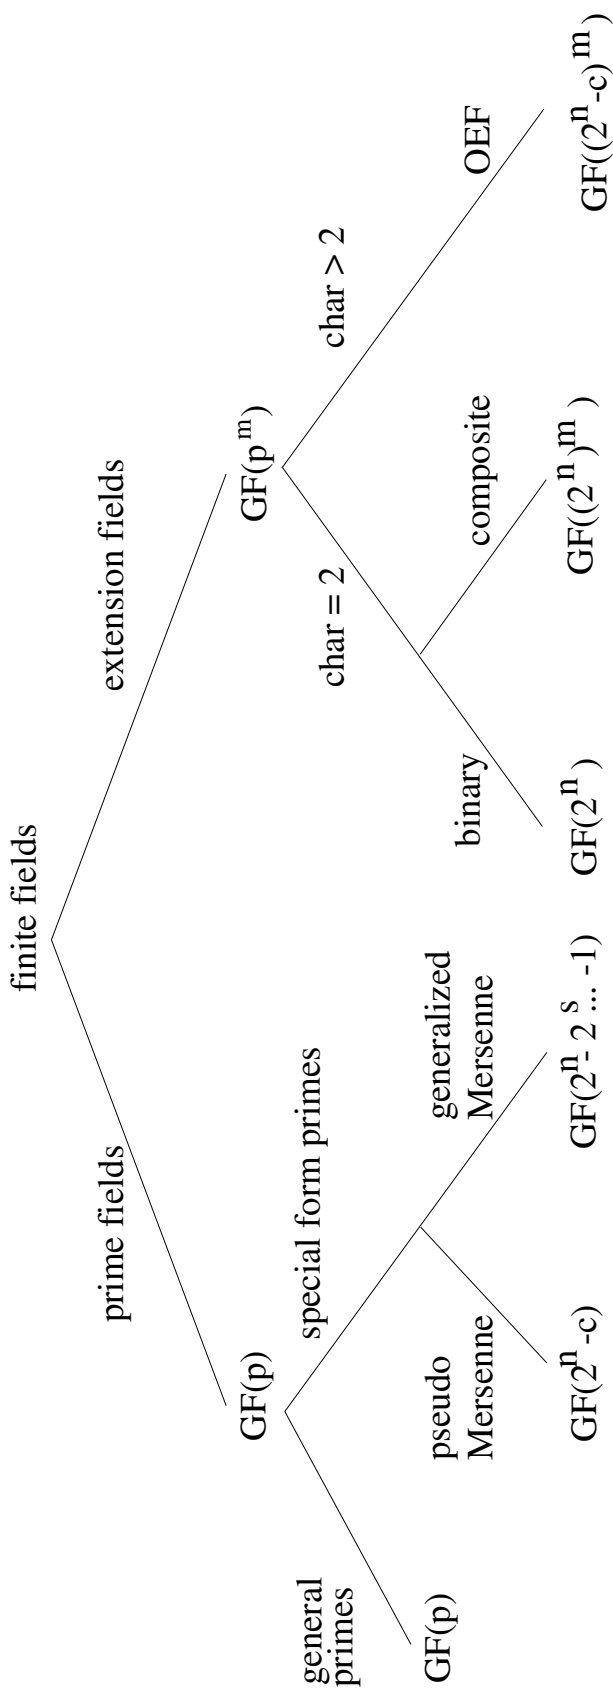 finite fields
prime fields
extension fields
GF(p)
GF(p^m)
general
primes
special form primes
char = 2
char > 2
GF(p)
pseudo
Mersenne
generalized
Mersenne
binary
composite
OEF
GF(2^n-c)
GF(2^n- 2^s ... -1)
GF(2^n)
GF((2^n)^m)
GF((2^n-c)^m)